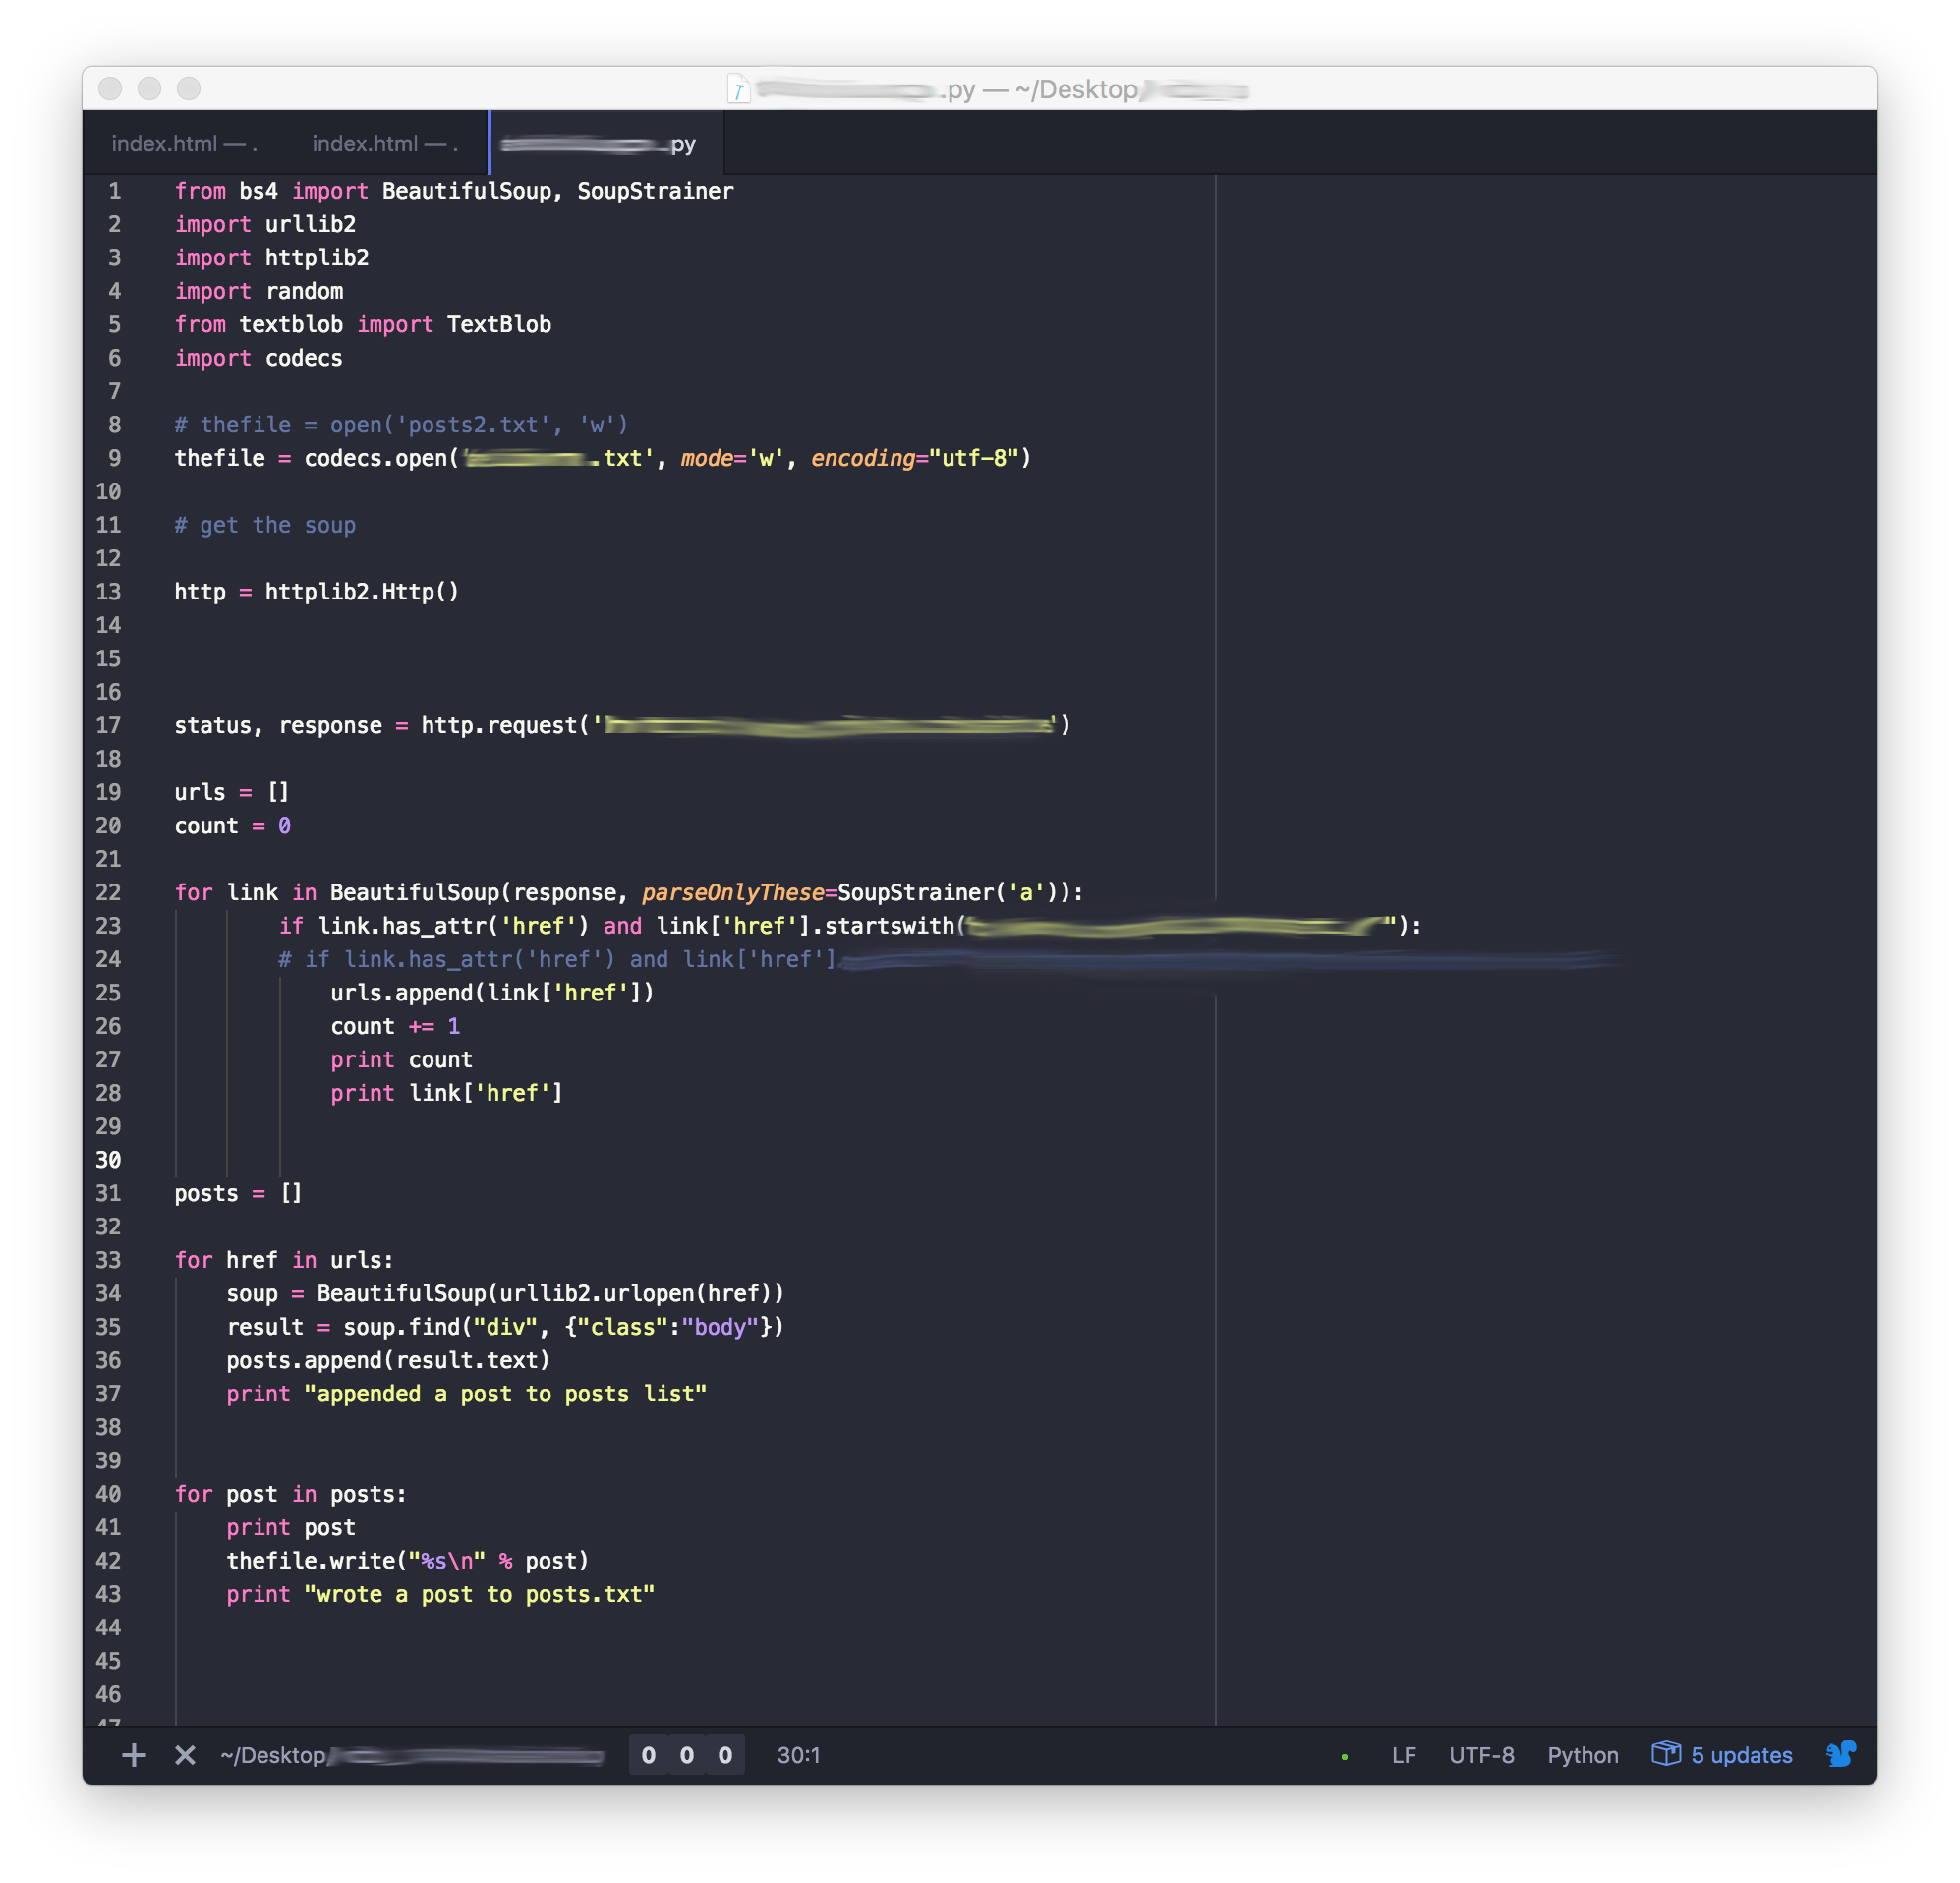 .py — ~/Desktop/
index.html — .
index.html — .
.py
1 from bs4 import BeautifulSoup, SoupStrainer
2 import urllib2
3 import httplib2
4 import random
5 from textblob import TextBlob
6 import codecs
7
8 # thefile = open('posts2.txt', 'w')
9 thefile = codecs.open('.txt', mode='w', encoding="utf-8")
10
11 # get the soup
12
13 http = httplib2.Http()
14
15
16
17 status, response = http.request('')
18
19 urls = []
20 count = 0
21
22 for link in BeautifulSoup(response, parseOnlyThese=SoupStrainer('a')):
23         if link.has_attr('href') and link['href'].startswith("):
24         # if link.has_attr('href') and link['href']
25             urls.append(link['href'])
26             count += 1
27             print count
28             print link['href']
29
30
31 posts = []
32
33 for href in urls:
34     soup = BeautifulSoup(urllib2.urlopen(href))
35     result = soup.find("div", {"class":"body"})
36     posts.append(result.text)
37     print "appended a post to posts list"
38
39
40 for post in posts:
41     print post
42     thefile.write("%s\n" % post)
43     print "wrote a post to posts.txt"
44
45
46
47
~/Desktop/ 0 0 0 30:1 LF UTF-8 Python 5 updates